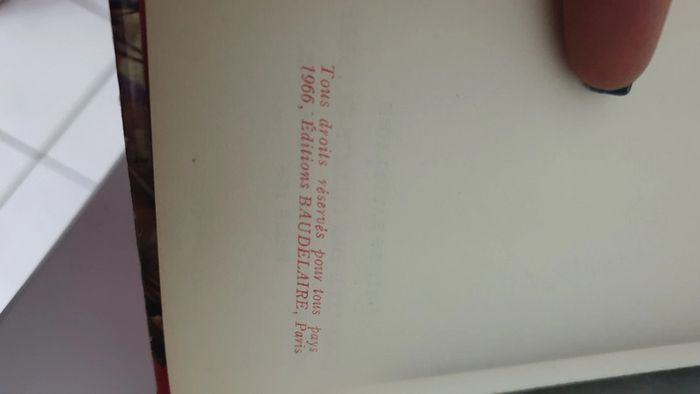 Tous droits réservés pour tous pays
1966, Éditions BAUDELAIRE, Paris